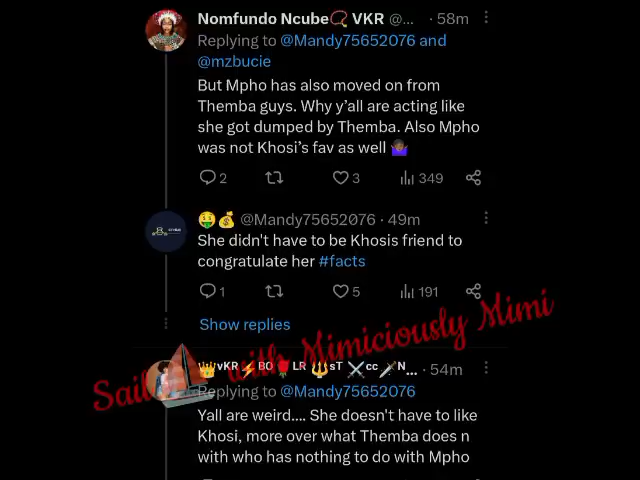 Nomfundo Ncube📿 VKR @... · 58m
Replying to @Mandy75652076 and
@mzbucie
But Mpho has also moved on from
Themba guys. Why y'all are acting like
she got dumped by Themba. Also Mpho
was not Khosi's fav as well 🤷🏾‍♀️
2 3 349
🤑💰 @Mandy75652076 · 49m
She didn't have to be Khosis friend to
congratulate her #facts
1 5 191
Show replies
Sail with Mimiciously Mimi
👑vKR⚡BO🌹LR🔱sT ⚔cc🗡N... · 54m
Replying to @Mandy75652076
Yall are weird.... She doesn't have to like
Khosi, more over what Themba does n
with who has nothing to do with Mpho